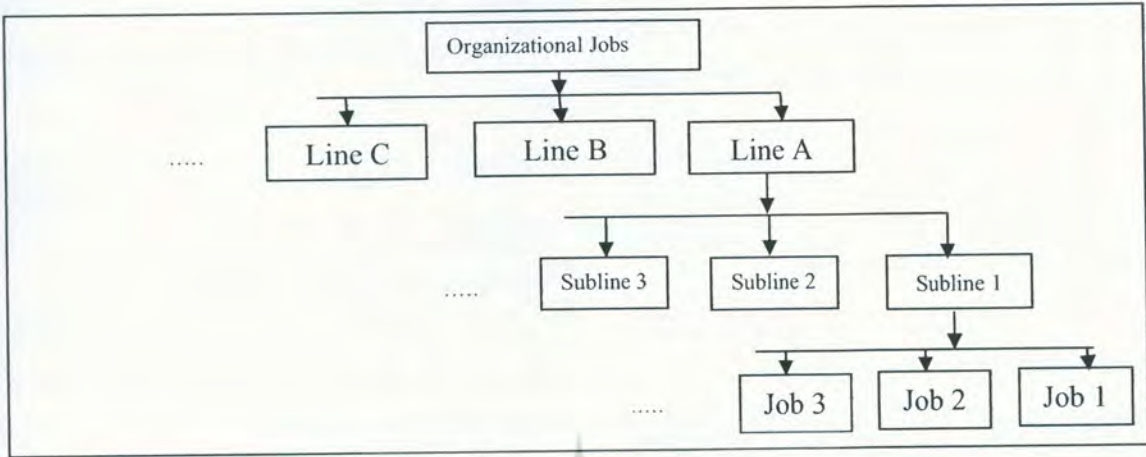 Organizational Jobs
..... Line C Line B Line A
..... Subline 3 Subline 2 Subline 1
..... Job 3 Job 2 Job 1